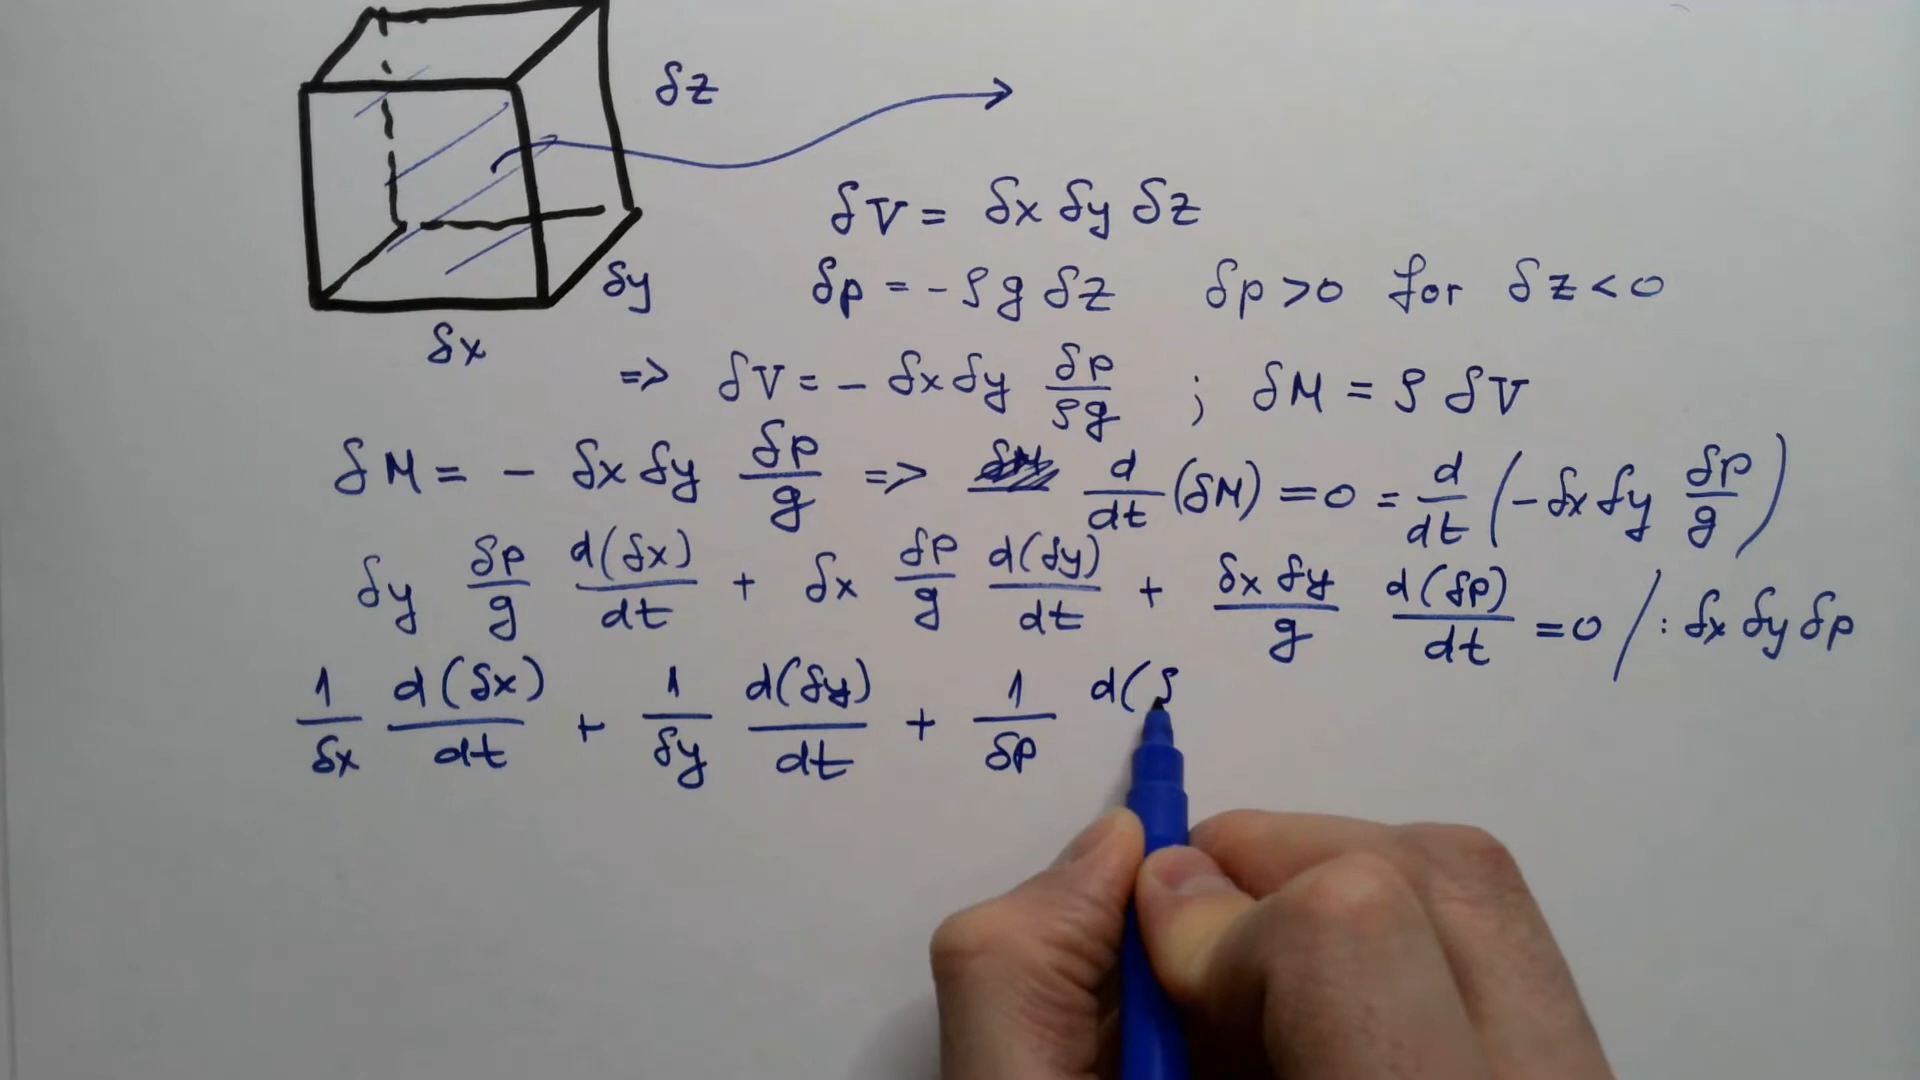 δz
δV = δx δy δz
δy
δp = - ρg δz δp > 0 for δz < 0
δx
=> δV = - δx δy δp/ρg ; δM = ρ δV
δM = - δx δy δp/g => d/dt (δM) = 0 = d/dt (- δx δy δp/g)
δy δp/g d(δx)/dt + δx δp/g d(δy)/dt + δx δy/g d(δp)/dt = 0 / : δx δy δp
1/δx d(δx)/dt + 1/δy d(δy)/dt + 1/δp d(δ